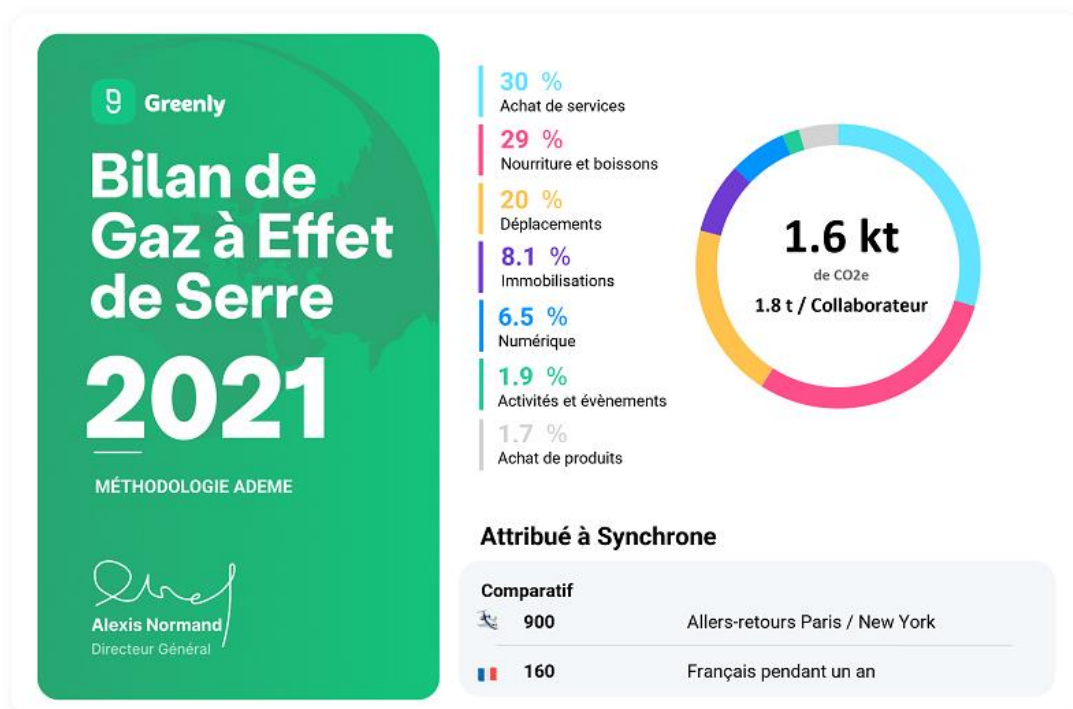 Greenly
Bilan de
Gaz à Effet
de Serre
2021
MÉTHODOLOGIE ADEME
Alexis Normand
Directeur Général
30 %
Achat de services
29 %
Nourriture et boissons
20 %
Déplacements
8.1 %
Immobilisations
6.5 %
Numérique
1.9 %
Activités et évènements
1.7 %
Achat de produits
1.6 kt
de CO2e
1.8 t / Collaborateur
Attribué à Synchrone
Comparatif
900 Allers-retours Paris / New York
160 Français pendant un an